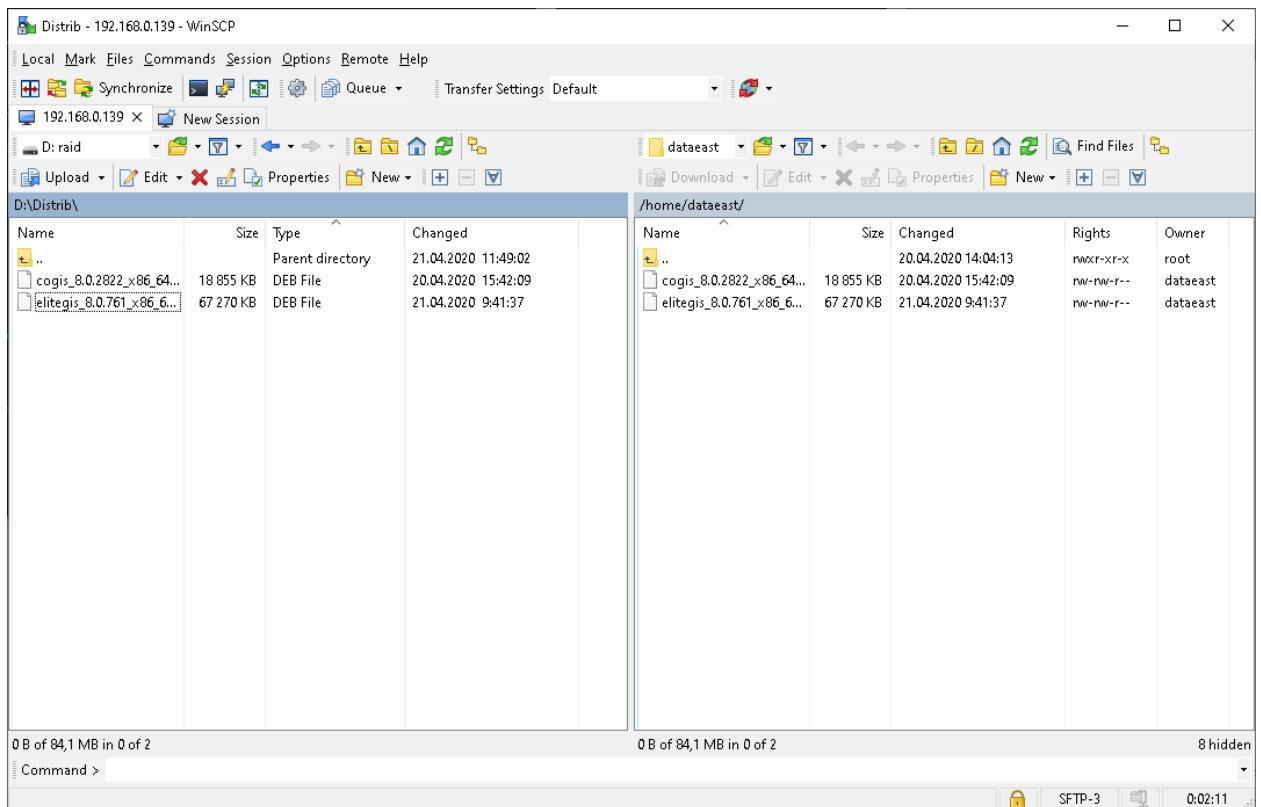 Distrib - 192.168.0.139 - WinSCP
Local Mark Files Commands Session Options Remote Help
Synchronize Queue Transfer Settings Default
192.168.0.139 New Session
D: raid dataeast Find Files
Upload Edit Properties New Download Edit Properties New
D:\Distrib\ /home/dataeast/
Name Size Type Changed Name Size Changed Rights Owner
.. Parent directory 21.04.2020 11:49:02 .. 20.04.2020 14:04:13 rwxr-xr-x root
cogis_8.0.2822_x86_64... 18 855 KB DEB File 20.04.2020 15:42:09 cogis_8.0.2822_x86_64... 18 855 KB 20.04.2020 15:42:09 rw-rw-r-- dataeast
elitegis_8.0.761_x86_6... 67 270 KB DEB File 21.04.2020 9:41:37 elitegis_8.0.761_x86_6... 67 270 KB 21.04.2020 9:41:37 rw-rw-r-- dataeast
0 B of 84,1 MB in 0 of 2 0 B of 84,1 MB in 0 of 2 8 hidden
Command >
SFTP-3 0:02:11